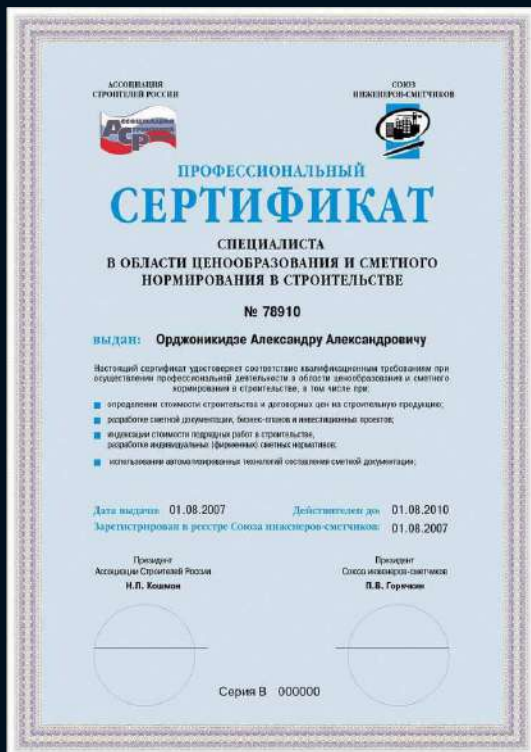 АССОЦИАЦИЯ
СТРОИТЕЛЕЙ РОССИИ
СОЮЗ
ИНЖЕНЕРОВ-СМЕТЧИКОВ
АСР
ПРОФЕССИОНАЛЬНЫЙ
СЕРТИФИКАТ
СПЕЦИАЛИСТА
В ОБЛАСТИ ЦЕНООБРАЗОВАНИЯ И СМЕТНОГО
НОРМИРОВАНИЯ В СТРОИТЕЛЬСТВЕ
№ 78910
ВЫДАН: Орджоникидзе Александру Александровичу
Настоящий сертификат удостоверяет соответствие квалификационным требованиям при
осуществлении профессиональной деятельности в области ценообразования и сметного
нормирования в строительстве, в том числе при:
определении стоимости строительства и договорных цен на строительную продукцию;
разработке сметной документации, бизнес-планов и инвестиционных проектов;
индексации стоимости подрядных работ в строительстве,
разработке индивидуальных (фирменных) сметных нормативов;
использовании автоматизированных технологий составления сметной документации;
Дата выдачи: 01.08.2007 Действителен до: 01.08.2010
Зарегистрирован в реестре Союза инженеров-сметчиков: 01.08.2007
Президент
Ассоциации Строителей России
Н.П. Кошман
Президент
Союза инженеров-сметчиков
П.В. Горячкин
Серия В 000000